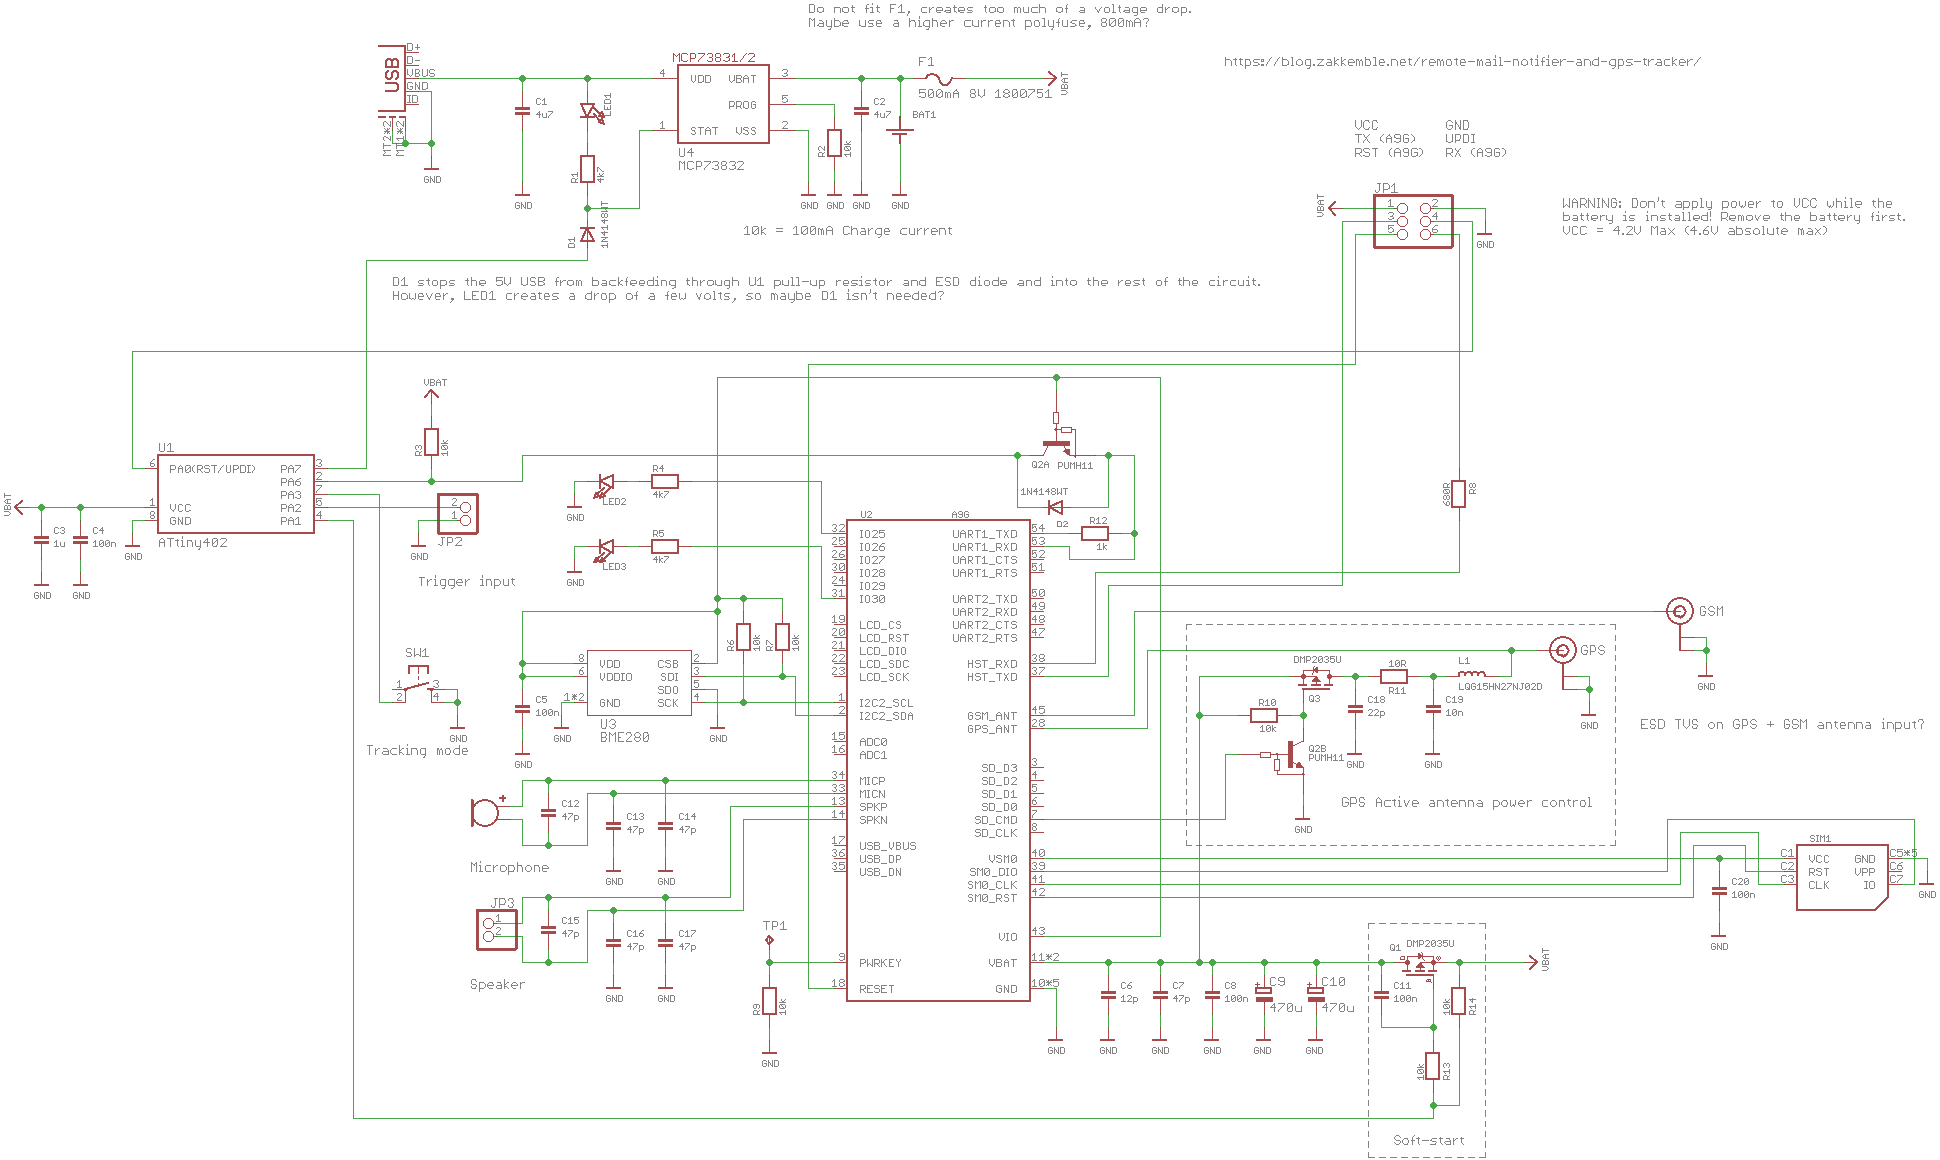 Do not fit F1, creates too much of a voltage drop.
Maybe use a higher current polyfuse, 800mA?
https://blog.zakkemble.net/remote-mail-notifier-and-gps-tracker/
USB
D+
D-
VBUS
GND
ID
MT2*2
MT1*2
GND
C1
4u7
GND
LED1
R1
4k7
D1
1N4148WT
MCP73831/2
4 VDD VBAT 3
PROG 5
1 STAT VSS 2
U4
MCP73832
GND
R2
10k
GND
C2
4u7
GND
BAT1
GND
F1
500mA 8V 1800751
VBAT
10k = 100mA Charge current
D1 stops the 5V USB from backfeeding through U1 pull-up resistor and ESD diode and into the rest of the circuit.
However, LED1 creates a drop of a few volts, so maybe D1 isn't needed?
VCC GND
TX (A9G) UPDI
RST (A9G) RX (A9G)
JP1
VBAT
1 2
3 4
5 6
GND
WARNING: Don't apply power to VCC while the
battery is installed! Remove the battery first.
VCC = 4.2V Max (4.6V absolute max)
VBAT
R3
10k
U1
6 PA0(RST/UPDI) PA7 3
PA6 2
PA3 7
1 VCC PA2 5
8 GND PA1 4
ATtiny402
VBAT
C3
1u
GND
C4
100n
GND
GND
2
1
JP2
GND
Trigger input
LED2
GND
R4
4k7
LED3
GND
R5
4k7
Q2A PUMH11
1N4148WT
D2
R12
1k
680R
R8
U2 A9G
32 IO25 UART1_TXD 54
25 IO26 UART1_RXD 53
26 IO27 UART1_CTS 52
30 IO28 UART1_RTS 51
24 IO29
31 IO30 UART2_TXD 50
UART2_RXD 49
19 LCD_CS UART2_CTS 48
20 LCD_RST UART2_RTS 47
21 LCD_DIO
22 LCD_SDC HST_RXD 38
23 LCD_SCK HST_TXD 37
1 I2C2_SCL
2 I2C2_SDA GSM_ANT 45
GPS_ANT 28
15 ADC0
16 ADC1
SD_D3 3
34 MICP SD_D2 4
33 MICN SD_D1 5
13 SPKP SD_D0 6
14 SPKN SD_CMD 7
SD_CLK 8
17 USB_VBUS
36 USB_DP VSM0 40
35 USB_DN SM0_DIO 39
SM0_CLK 41
SM0_RST 42
VIO 43
9 PWRKEY VBAT 11*2
18 RESET GND 10*5
GND
R6
10k
R7
10k
8 VDD CSB 2
6 VDDIO SDI 3
SDO 5
1*2 GND SCK 4
U3
BME280
GND
GND
C5
100n
GND
SW1
1 3
2 4
GND
Tracking mode
Microphone
C12
47p
C13
47p
GND
C14
47p
GND
JP3
1
2
Speaker
C15
47p
C16
47p
GND
C17
47p
GND
TP1
R9
10k
GND
GSM
GND
GPS
GND
ESD TVS on GPS + GSM antenna input?
DMP2035U
Q3
10R
R11
L1
LQG15HN27NJ02D
R10
10k
C18
22p
GND
C19
10n
GND
Q2B
PUMH11
GND
GPS Active antenna power control
SIM1
C1 VCC GND C5*5
C2 RST VPP C6
C3 CLK IO C7
GND
C20
100n
GND
C6
12p
GND
C7
47p
GND
C8
100n
GND
C9
470u
GND
C10
470u
GND
Q1 DMP2035U
C11
100n
10k
R14
10k
R13
VBAT
Soft-start